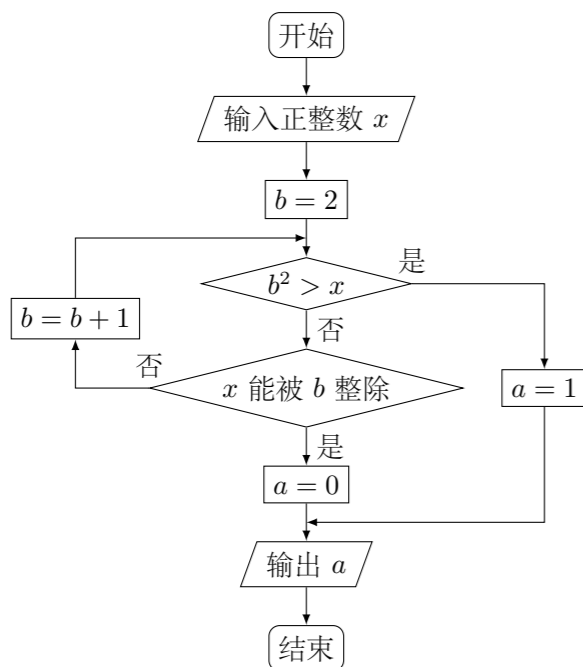 开始
输入正整数 x
b = 2
b² > x
是
b = b + 1
否
否
x 能被 b 整除
a = 1
是
a = 0
输出 a
结束